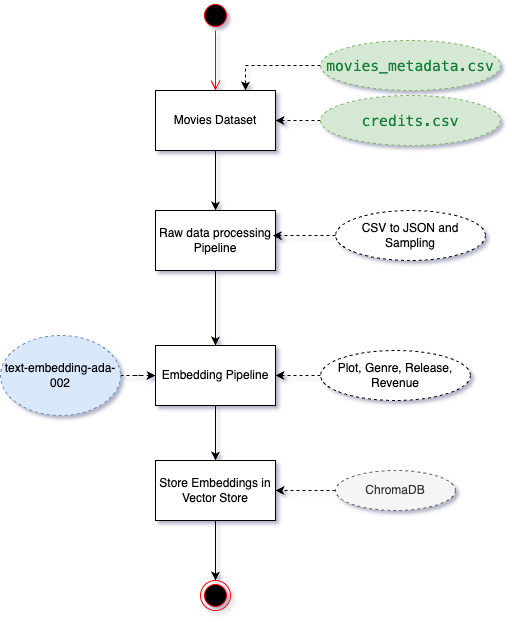 movies_metadata.csv
Movies Dataset
credits.csv
Raw data processing
Pipeline
CSV to JSON and
Sampling
text-embedding-ada-
002
Embedding Pipeline
Plot, Genre, Release,
Revenue
Store Embeddings in
Vector Store
ChromaDB